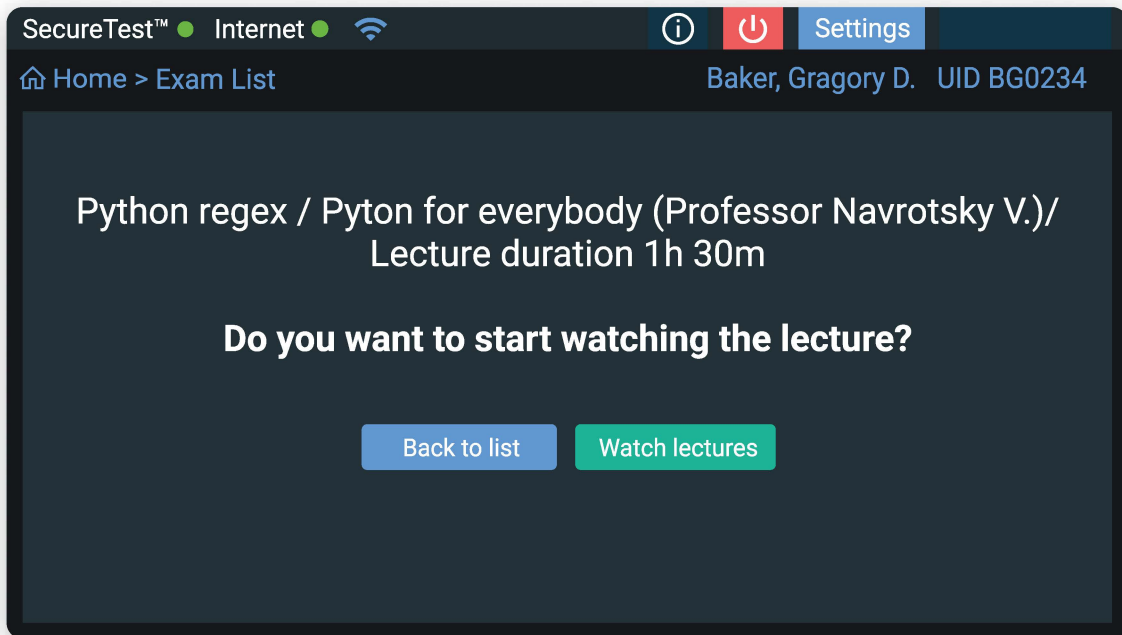 SecureTest™ Internet Settings
Home > Exam List Baker, Gragory D. UID BG0234
Python regex / Pyton for everybody (Professor Navrotsky V.)/
Lecture duration 1h 30m
Do you want to start watching the lecture?
Back to list Watch lectures